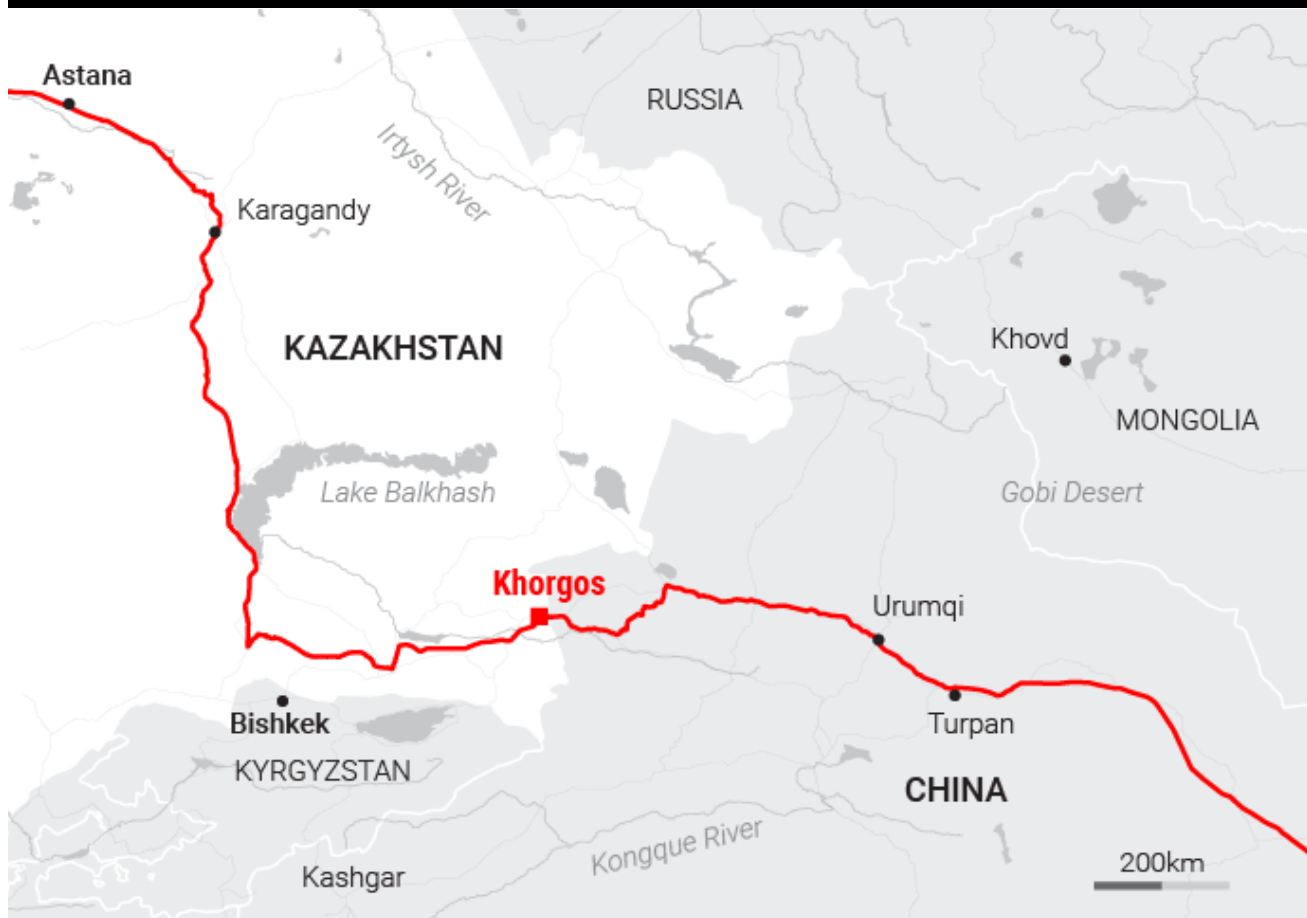 Astana
RUSSIA
Irtysh River
Karagandy
KAZAKHSTAN
Khovd
MONGOLIA
Lake Balkhash
Gobi Desert
Khorgos
Urumqi
Bishkek
Turpan
KYRGYZSTAN
CHINA
Kongque River
200km
Kashgar